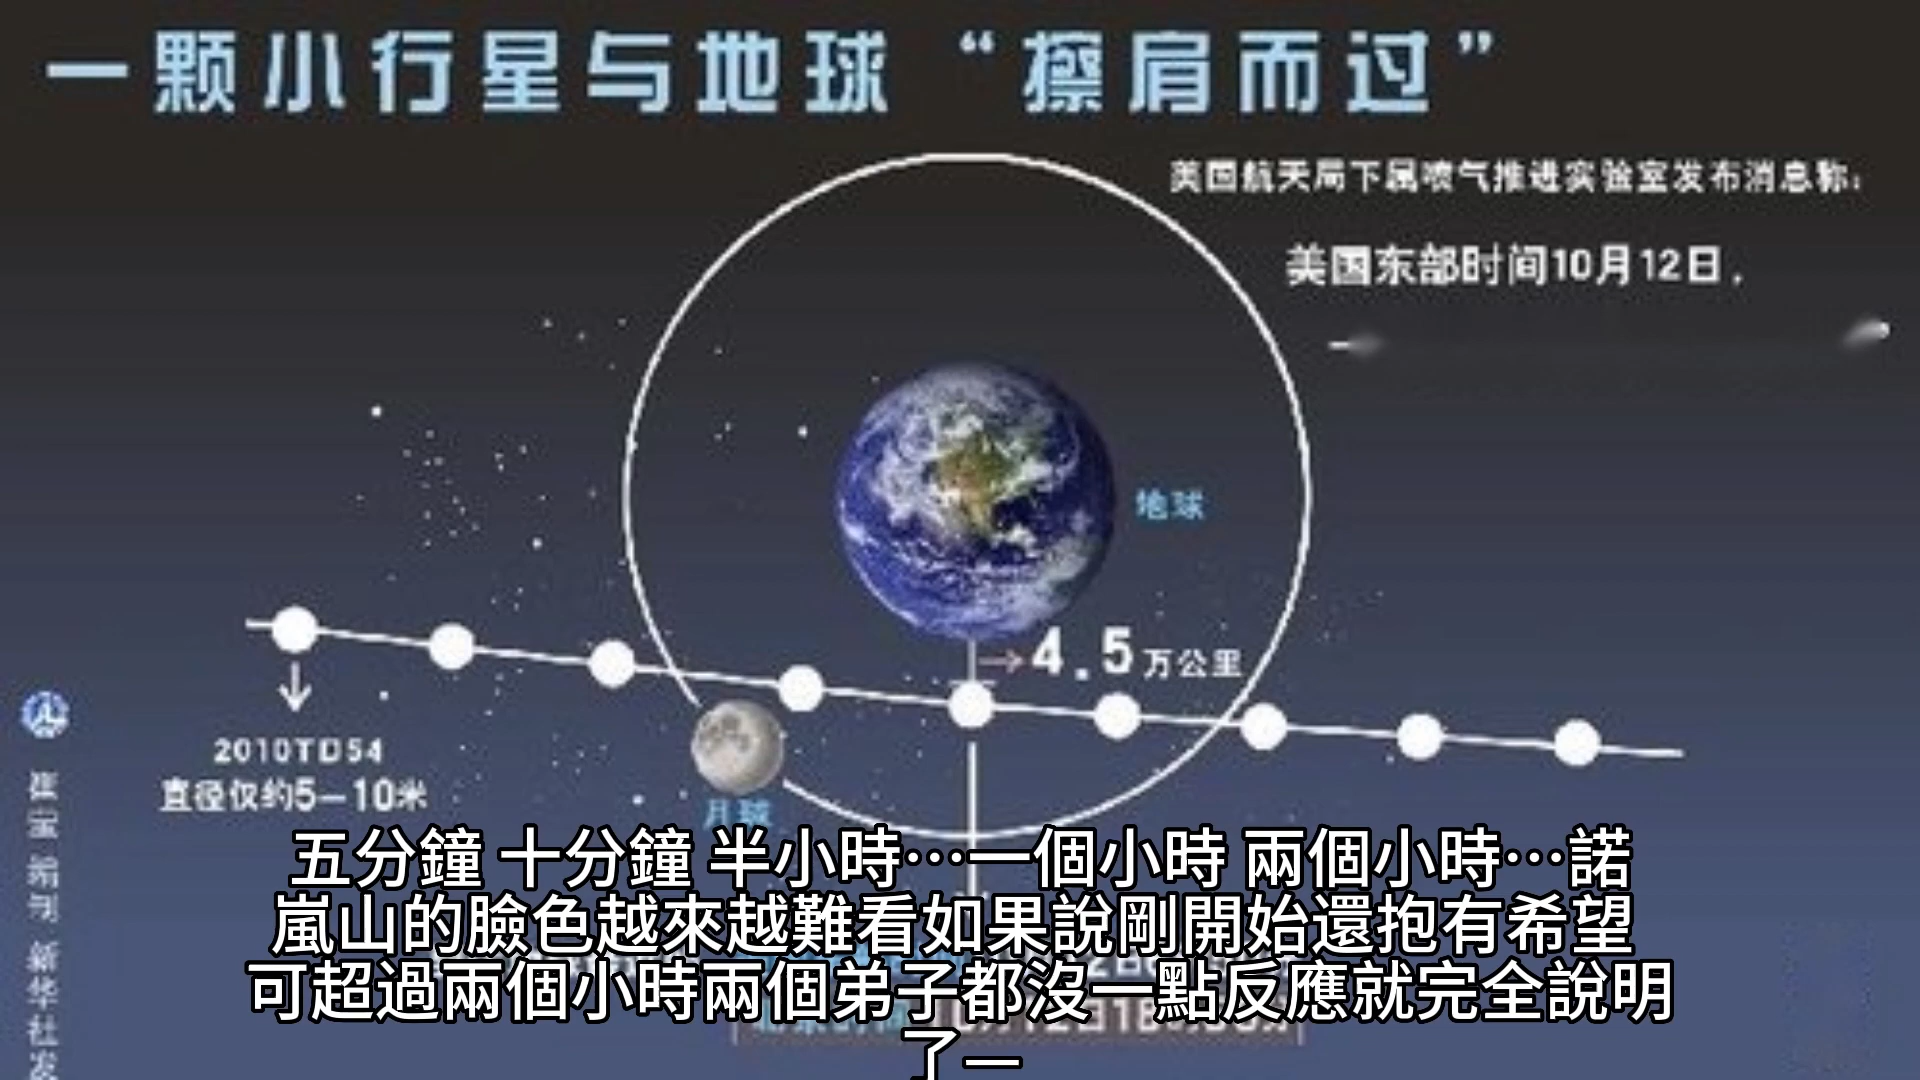 一颗小行星与地球“擦肩而过”
美国航天局下属喷气推进实验室发布消息称：
美国东部时间10月12日，
地球
4.5万公里
2010TD54
直径仅约5—10米
月球
新华社发
五分鐘 十分鐘 半小時…一個小時 兩個小時…諾
嵐山的臉色越來越難看如果說剛開始還抱有希望
可超過兩個小時兩個弟子都沒一點反應就完全說明
了一